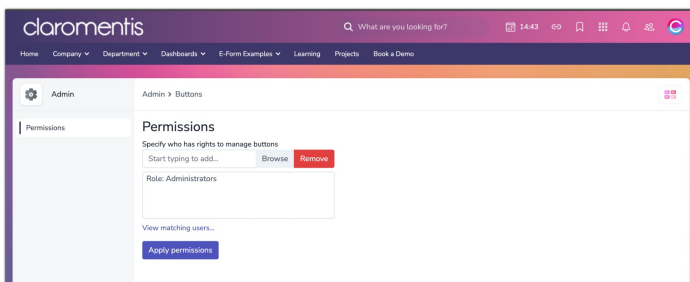 claromentis
What are you looking for?
14:43
Home Company Department Dashboards E-Form Examples Learning Projects Book a Demo
Admin
Admin > Buttons
Permissions
Permissions
Specify who has rights to manage buttons
Start typing to add... Browse Remove
Role: Administrators
View matching users...
Apply permissions